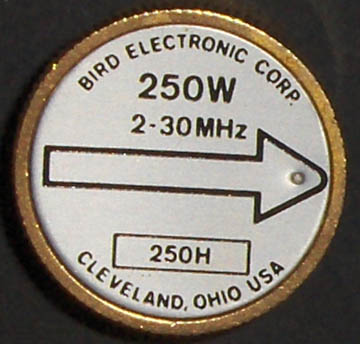 BIRD ELECTRONIC CORP.
250W
2-30MHz
250H
CLEVELAND, OHIO USA